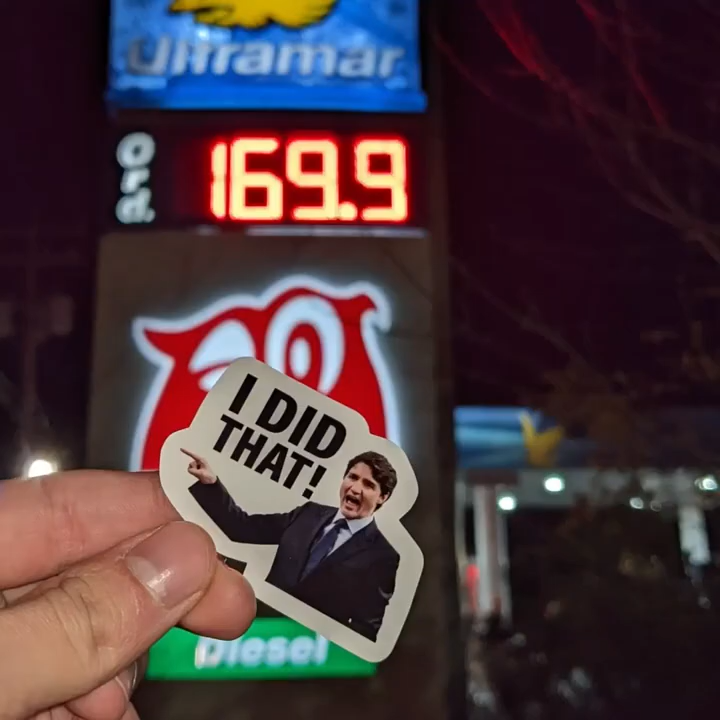 Ultramar
Ord.
169.9
I DID
THAT!
Diesel